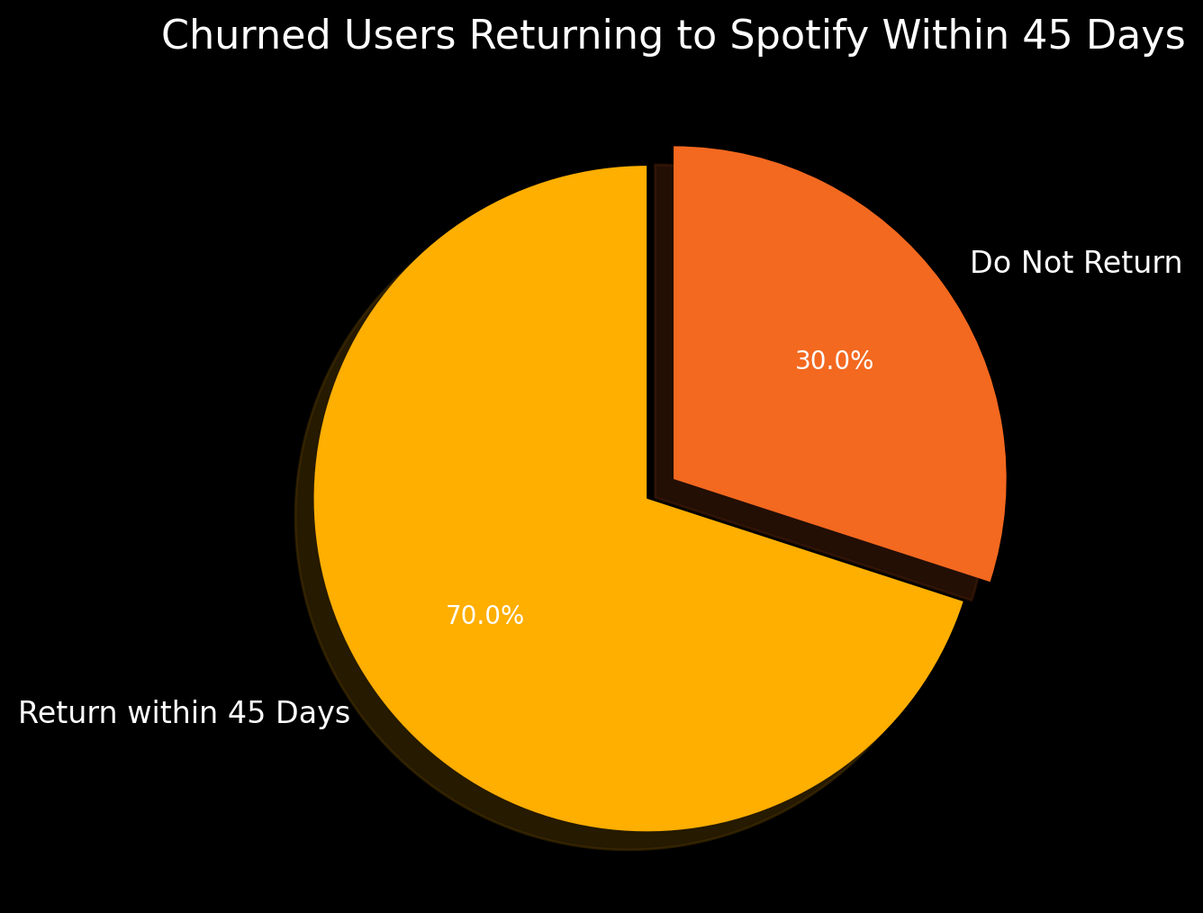 Churned Users Returning to Spotify Within 45 Days
Do Not Return
30.0%
70.0%
Return within 45 Days